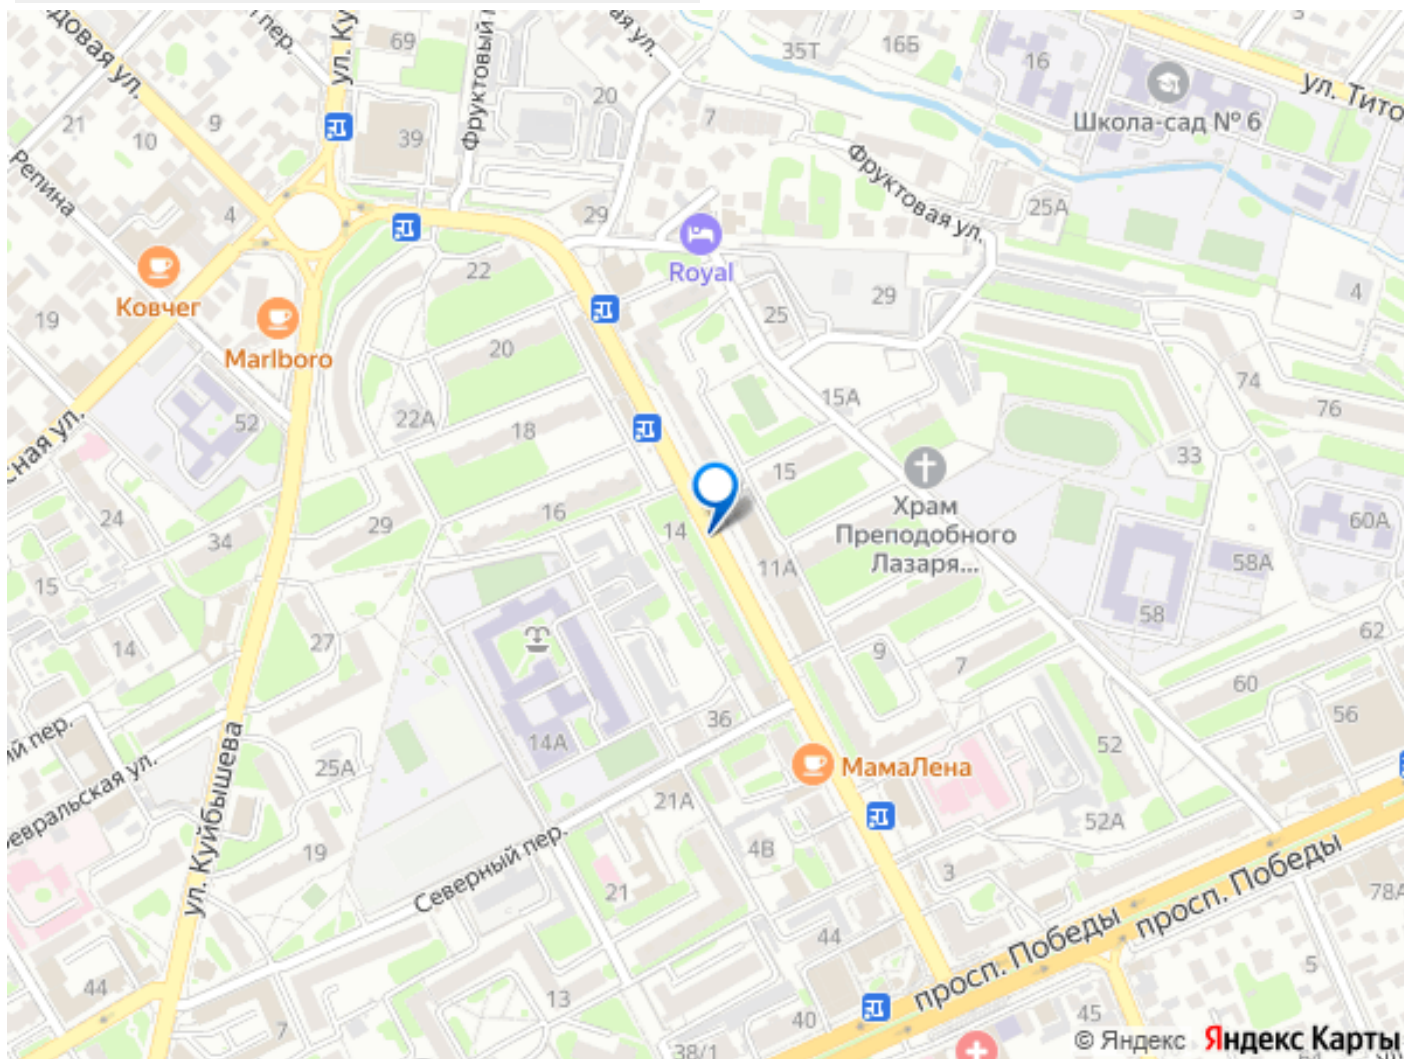 довая ул.
пер.
ул. Ку
69
Фруктовый
ая ул.
35Т
16Б
16
ул. Тито
Школа-сад № 6
21
9
10
39
20
7
Репина
4
29
Фруктовая ул.
25А
Royal
22
Ковчег
19
Marlboro
20
25
29
4
сная ул.
52
22А
18
15А
74
76
15
33
Храм
Преподобного
Лазаря...
24
34
29
16
14
60А
15
11А
58А
58
14
27
62
9
7
60
ий пер.
36
56
14А
52
МамаЛена
25А
21А
евральская ул.
ул. Куйбышева
52А
4В
19
Северный пер.
3
21
78А
просп. Победы
просп. Победы
44
44
13
5
7
40
45
38/1
© Яндекс Яндекс Карты